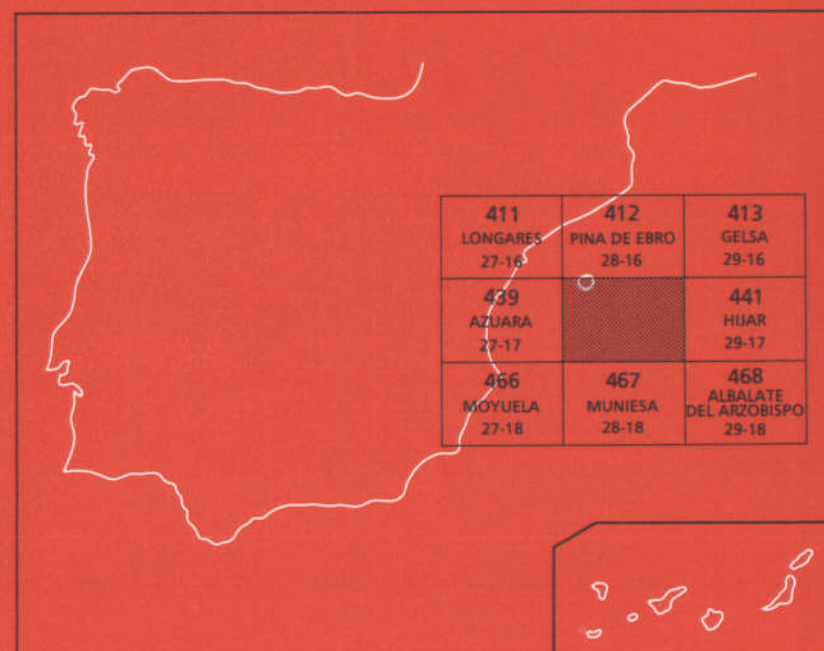 411
LONGARES
27-16
412
PINA DE EBRO
28-16
413
GELSA
29-16
439
AZUARA
27-17
441
HIJAR
29-17
466
MOYUELA
27-18
467
MUNIESA
28-18
468
ALBALATE
DEL ARZOBISPO
29-18